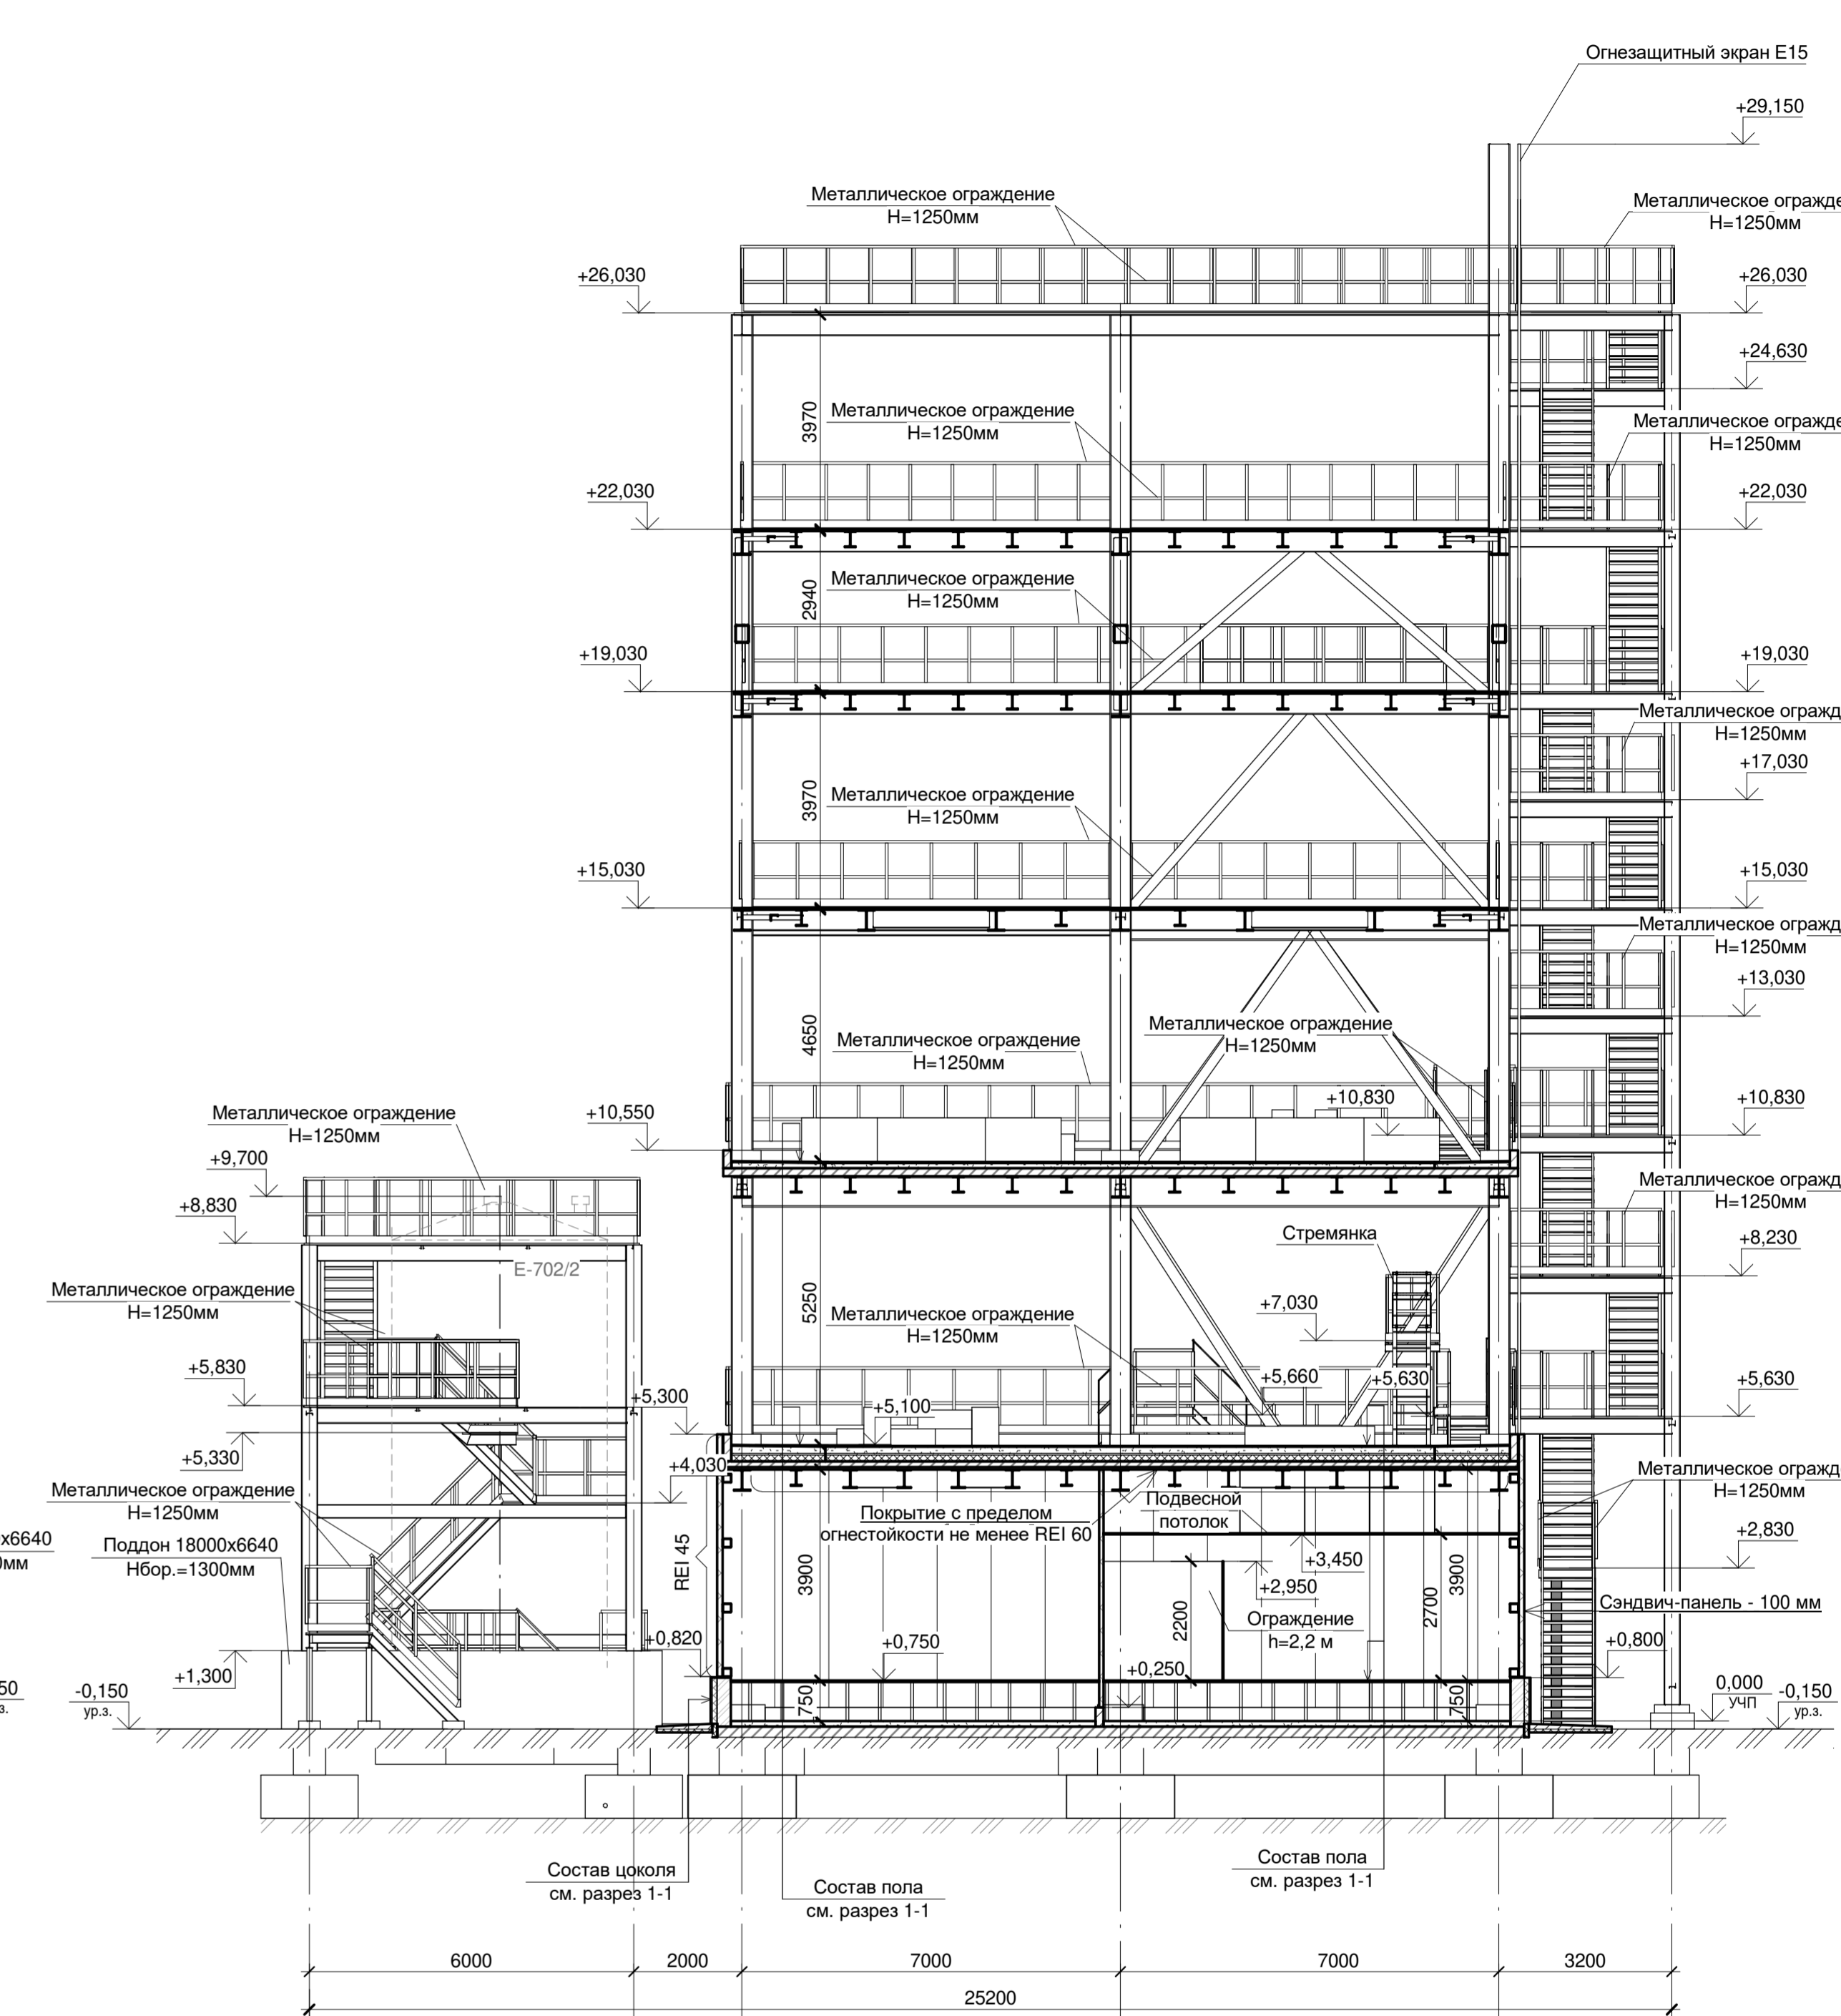 Огнезащитный экран E15
+29,150
Металлическое ограждение
H=1250мм
Металлическое огражде
H=1250мм
+26,030
+26,030
+24,630
3970
Металлическое ограждение
H=1250мм
Металлическое огражде
H=1250мм
+22,030
+22,030
2940
Металлическое ограждение
H=1250мм
+19,030
+19,030
Металлическое огражд
H=1250мм
+17,030
3970
Металлическое ограждение
H=1250мм
+15,030
+15,030
Металлическое огражд
H=1250мм
+13,030
4650
Металлическое ограждение
H=1250мм
Металлическое ограждение
H=1250мм
+10,830
+10,830
+10,550
Металлическое ограждение
H=1250мм
+9,700
+8,830
E-702/2
Металлическое огражд
H=1250мм
+8,230
Стремянка
+7,030
5250
Металлическое ограждение
H=1250мм
Металлическое ограждение
H=1250мм
+5,830
+5,300
+5,100
+5,660
+5,630
+5,630
+5,330
+4,030
Металлическое ограждение
H=1250мм
Металлическое огражд
H=1250мм
Покрытие с пределом
огнестойкости не менее REI 60
Подвесной
потолок
x6640
0мм
Поддон 18000x6640
Hбор.=1300мм
REI 45
3900
+3,450
+2,950
2200
2700
3900
+2,830
Ограждение
h=2,2 м
Сэндвич-панель - 100 мм
+0,820
+0,750
+0,250
+0,800
+1,300
750
750
50
з.
-0,150
ур.з.
0,000
УЧП
-0,150
ур.з.
Состав цоколя
см. разрез 1-1
Состав пола
см. разрез 1-1
Состав пола
см. разрез 1-1
6000
2000
7000
7000
3200
25200